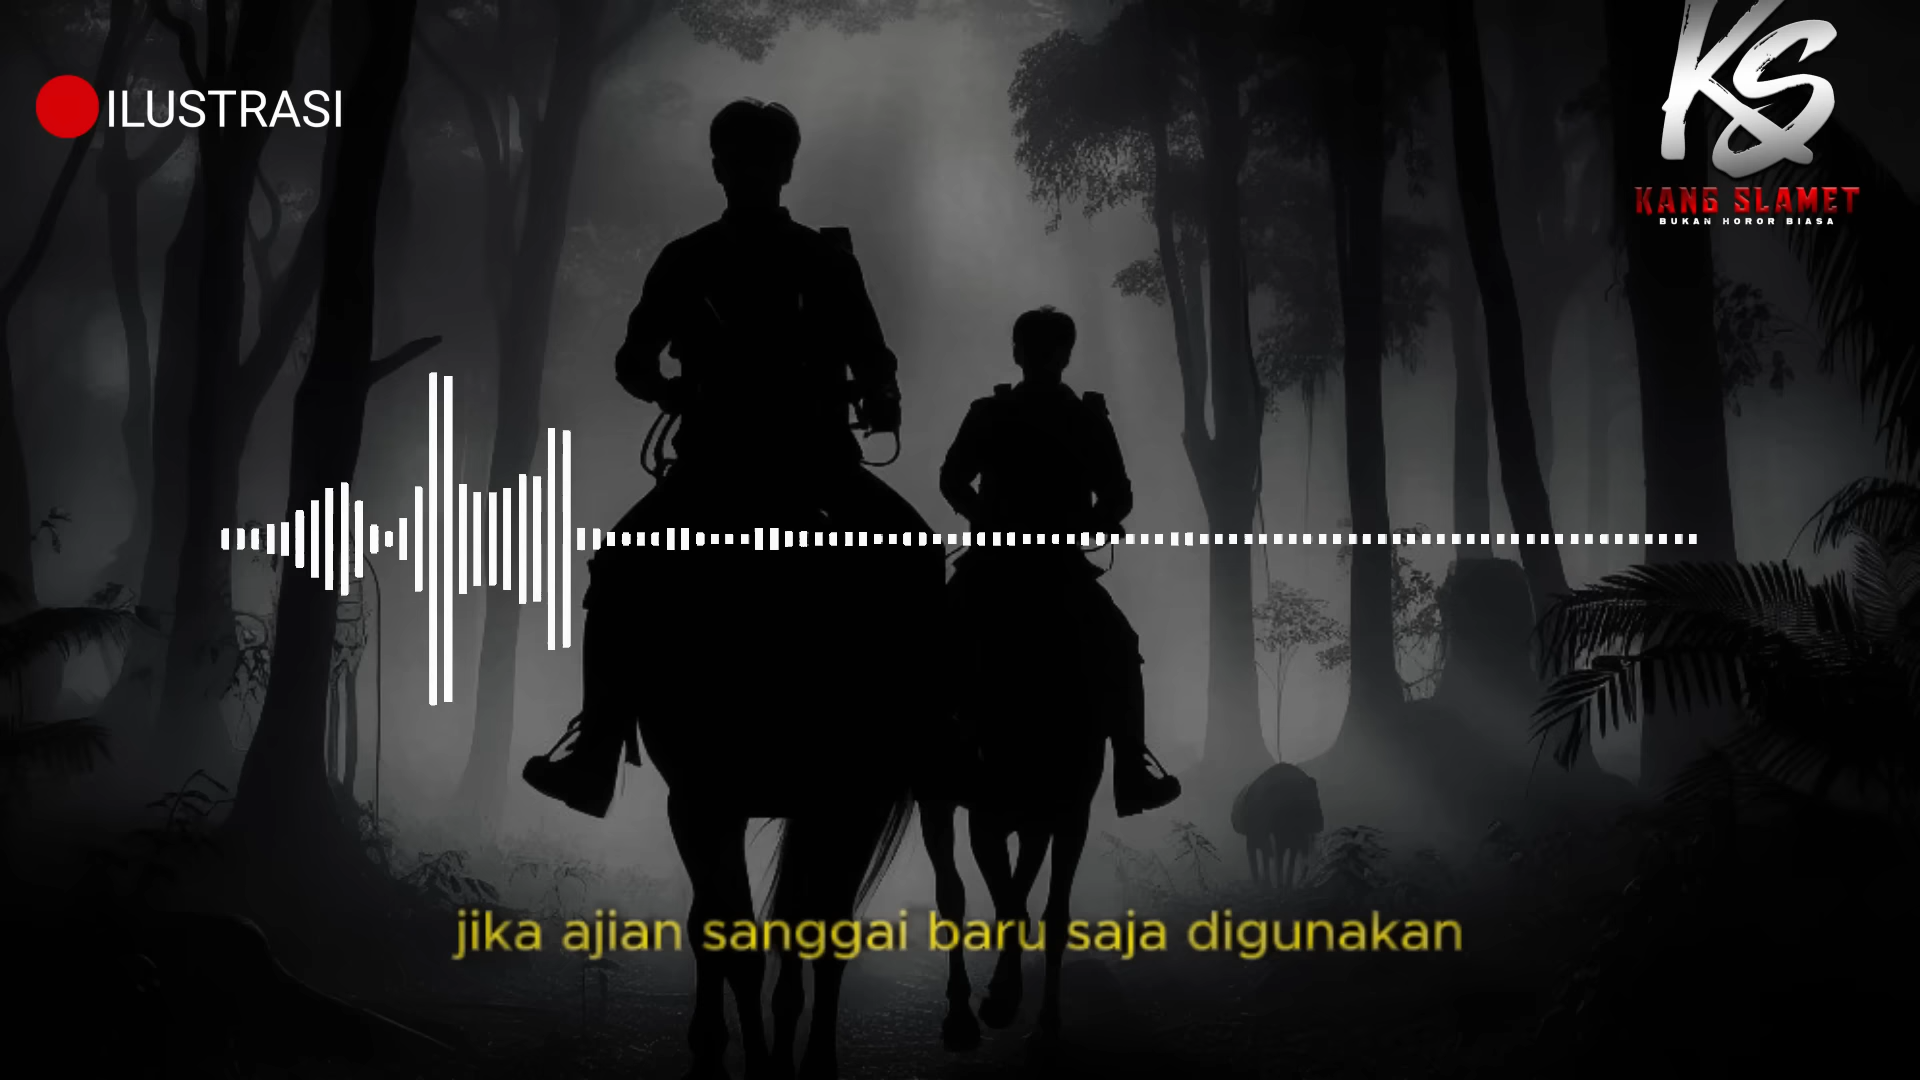 ILUSTRASI
KS
KANG SLAMET
BUKAN HOROR BIASA
jika ajian sanggai baru saja digunakan